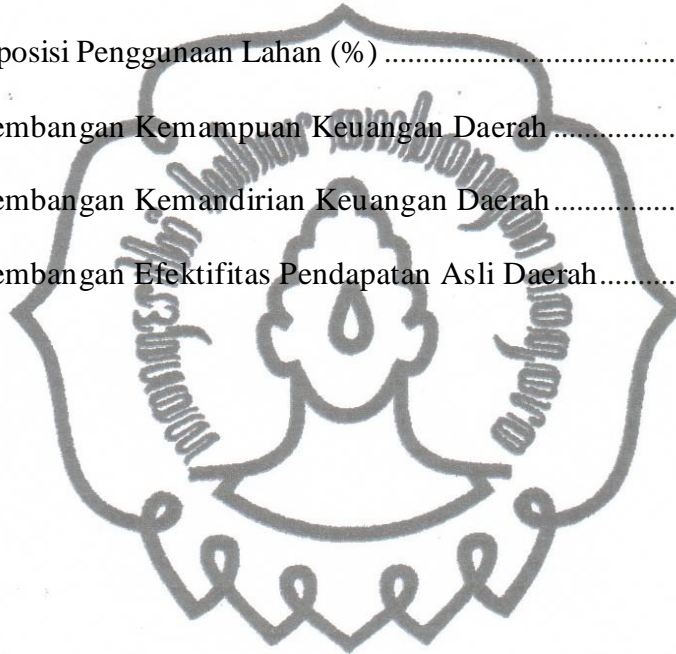 posisi Penggunaan Lahan (%) ..................................
embangan Kemampuan Keuangan Daerah ................
embangan Kemandirian Keuangan Daerah ................
embangan Efektifitas Pendapatan Asli Daerah..........